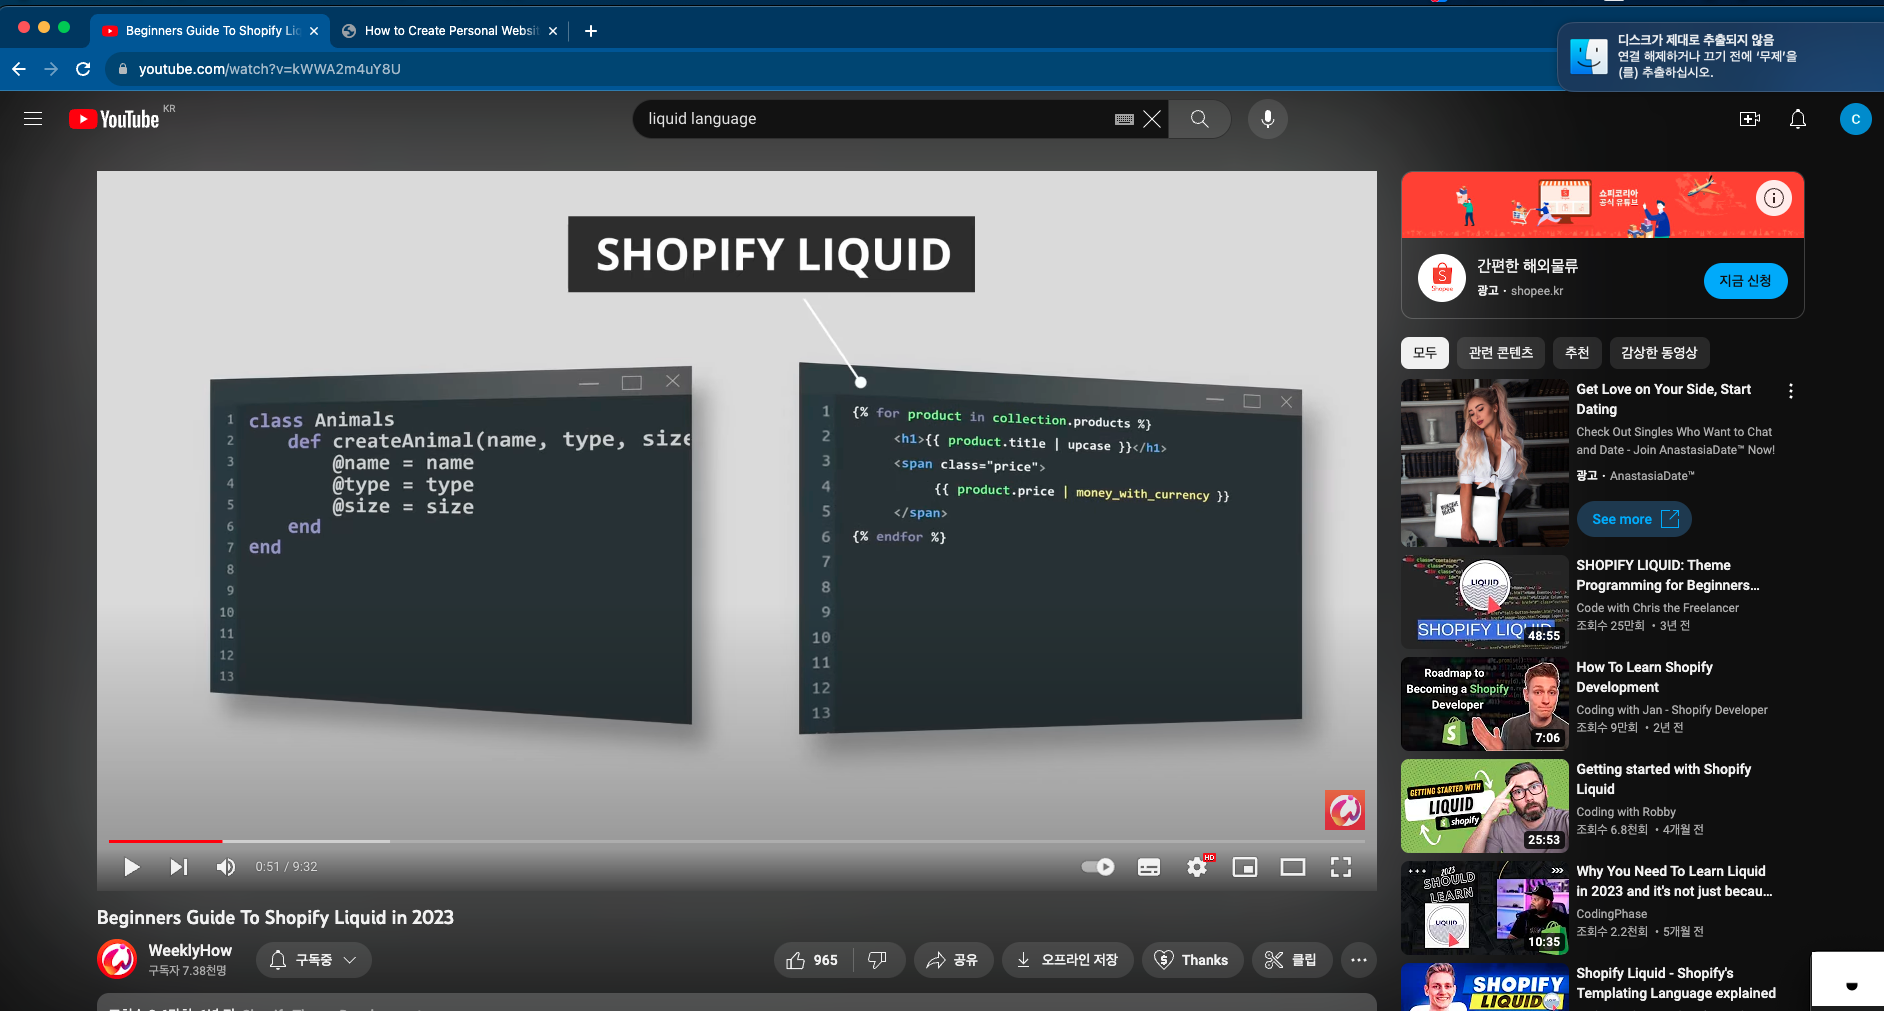 Beginners Guide To Shopify Li
How to Create Personal Websi
디스크가 제대로 추출되지 않음
연결 해제하거나 끄기 전에 ‘무제’을
(를) 추출하십시오.
youtube.com/watch?v=kWWA2m4uY8U
YouTube KR
liquid language
C
SHOPIFY LIQUID
1 class Animals
2 def createAnimal(name, type, size
3 @name = name
4 @type = type
5 @size = size
6 end
7 end
8
9
10
11
12
13
1 {% for product in collection.products %}
2 <h1>{{ product.title | upcase }}</h1>
3 <span class="price">
4 {{ product.price | money_with_currency }}
5 </span>
6 {% endfor %}
7
8
9
10
11
12
13
0:51 / 9:32
HD
Beginners Guide To Shopify Liquid in 2023
WeeklyHow
구독자 7.38천명
구독중
965
공유
오프라인 저장
Thanks
클립
쇼피코리아
공식 유튜브
Shopee
간편한 해외물류
광고 · shopee.kr
지금 신청
모두
관련 콘텐츠
추천
감상한 동영상
Get Love on Your Side, Start
Dating
Check Out Singles Who Want to Chat
and Date - Join AnastasiaDate™ Now!
광고 · AnastasiaDate™
See more
LIQUID
SHOPIFY LIQUID
48:55
SHOPIFY LIQUID: Theme
Programming for Beginners…
Code with Chris the Freelancer
조회수 25만회 · 3년 전
Roadmap to
Becoming a Shopify
Developer
7:06
How To Learn Shopify
Development
Coding with Jan - Shopify Developer
조회수 9만회 · 2년 전
GETTING STARTED WITH
LIQUID
shopify
25:53
Getting started with Shopify
Liquid
Coding with Robby
조회수 6.8천회 · 4개월 전
2023
SHOULD
LEARN
LIQUID
10:35
Why You Need To Learn Liquid
in 2023 and it's not just becau…
CodingPhase
조회수 2.2천회 · 5개월 전
SHOPIFY
LIQUID
Shopify Liquid - Shopify's
Templating Language explained